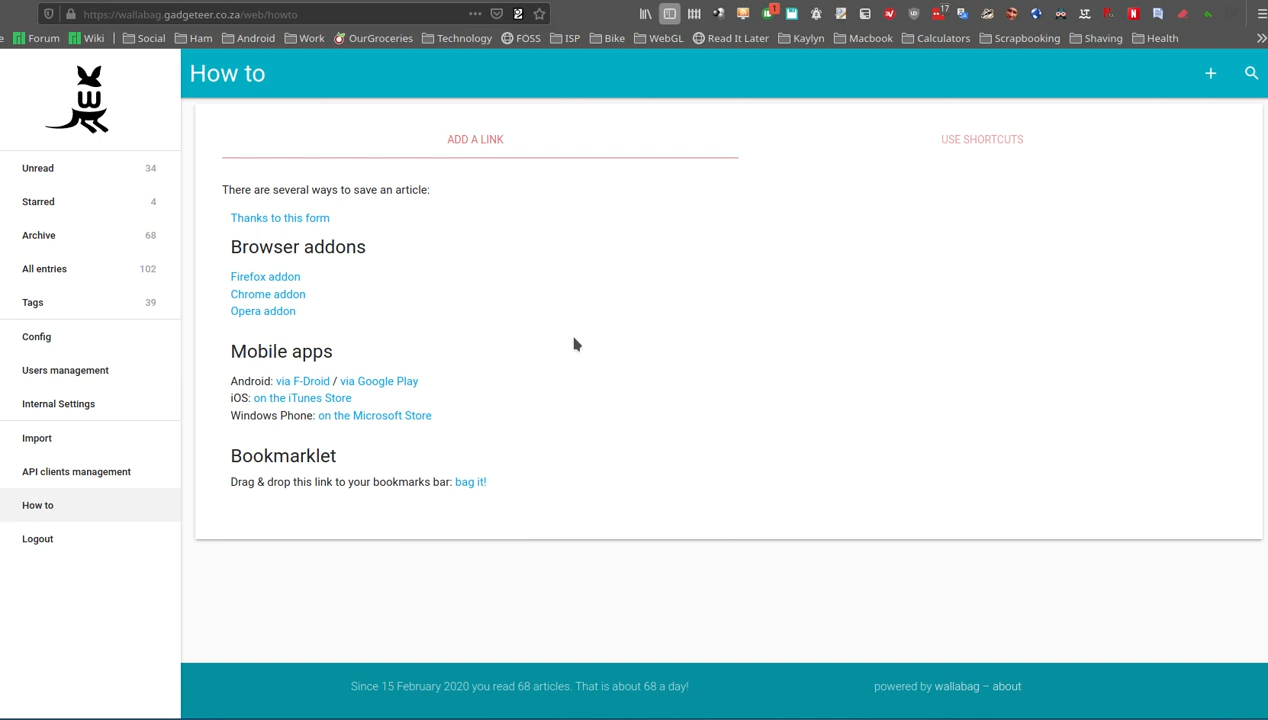 https://wallabag.gadgeteer.co.za/web/howto
1
17
Forum Wiki Social Ham Android Work OurGroceries Technology FOSS ISP Bike WebGL Read It Later Kaylyn Macbook Calculators Scrapbooking Shaving Health
w
How to
Unread 34
Starred 4
Archive 68
All entries 102
Tags 39
Config
Users management
Internal Settings
Import
API clients management
How to
Logout
ADD A LINK
USE SHORTCUTS
There are several ways to save an article:
Thanks to this form
Browser addons
Firefox addon
Chrome addon
Opera addon
Mobile apps
Android: via F-Droid / via Google Play
iOS: on the iTunes Store
Windows Phone: on the Microsoft Store
Bookmarklet
Drag & drop this link to your bookmarks bar: bag it!
Since 15 February 2020 you read 68 articles. That is about 68 a day!
powered by wallabag – about